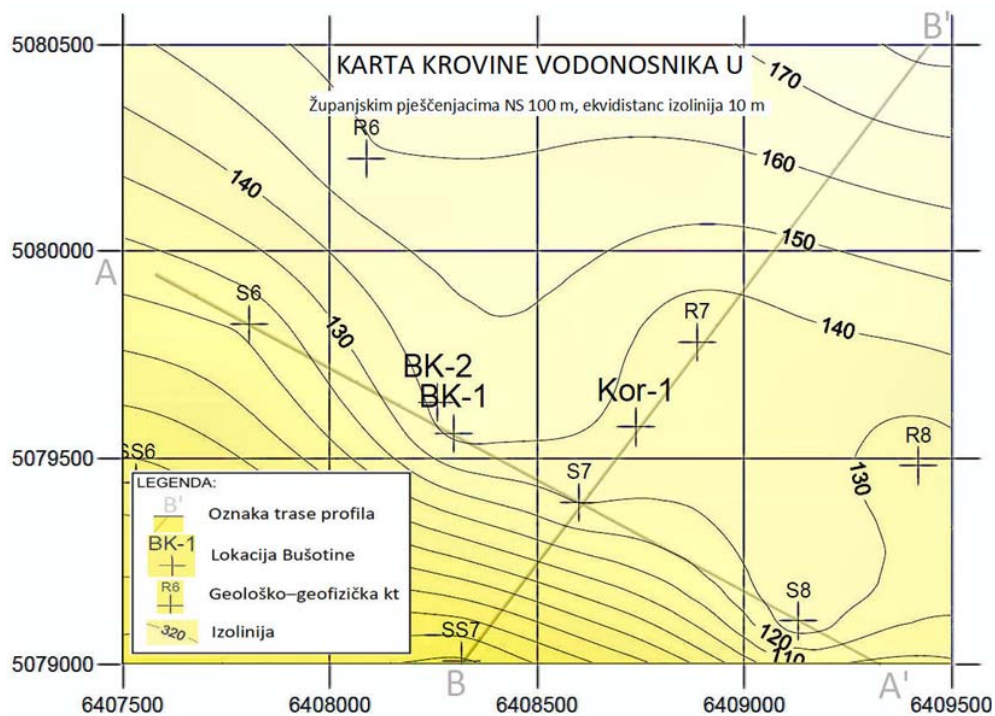 5080500
B'
KARTA KROVINE VODONOSNIKA U
Županjskim pješčenjacima NS 100 m, ekvidistanc izolinija 10 m
170
R6
160
140
150
5080000
A
S6
130
R7
140
BK-2
BK-1
Kor-1
R8
5079500
SS6
S7
130
LEGENDA:
B'
Oznaka trase profila
BK-1
Lokacija Bušotine
R6
Geološko–geofizička kt
320
Izolinija
S8
SS7
120
110
5079000
B
A'
6407500 6408000 6408500 6409000 6409500